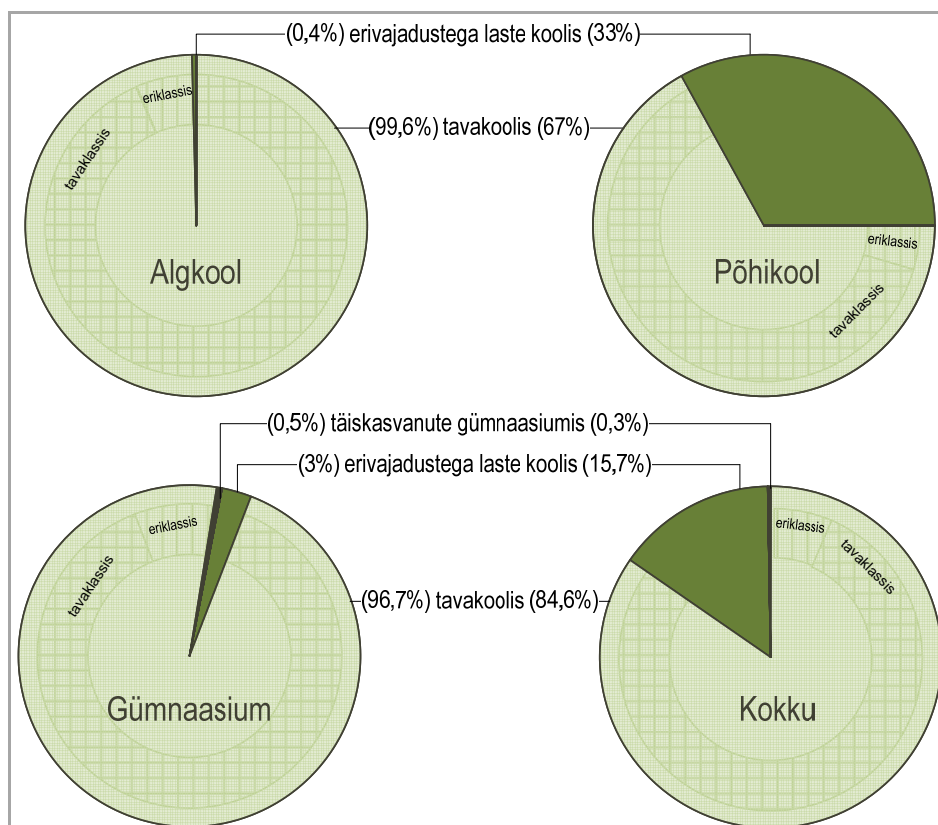 (0,4%) erivajadustega laste koolis (33%)
eriklassis
tavaklassis
(99,6%) tavakoolis (67%)
Algkool
eriklassis
Põhikool
tavaklassis
(0,5%) täiskasvanute gümnaasiumis (0,3%)
(3%) erivajadustega laste koolis (15,7%)
eriklassis
tavaklassis
eriklassis
tavaklassis
(96,7%) tavakoolis (84,6%)
Gümnaasium
Kokku